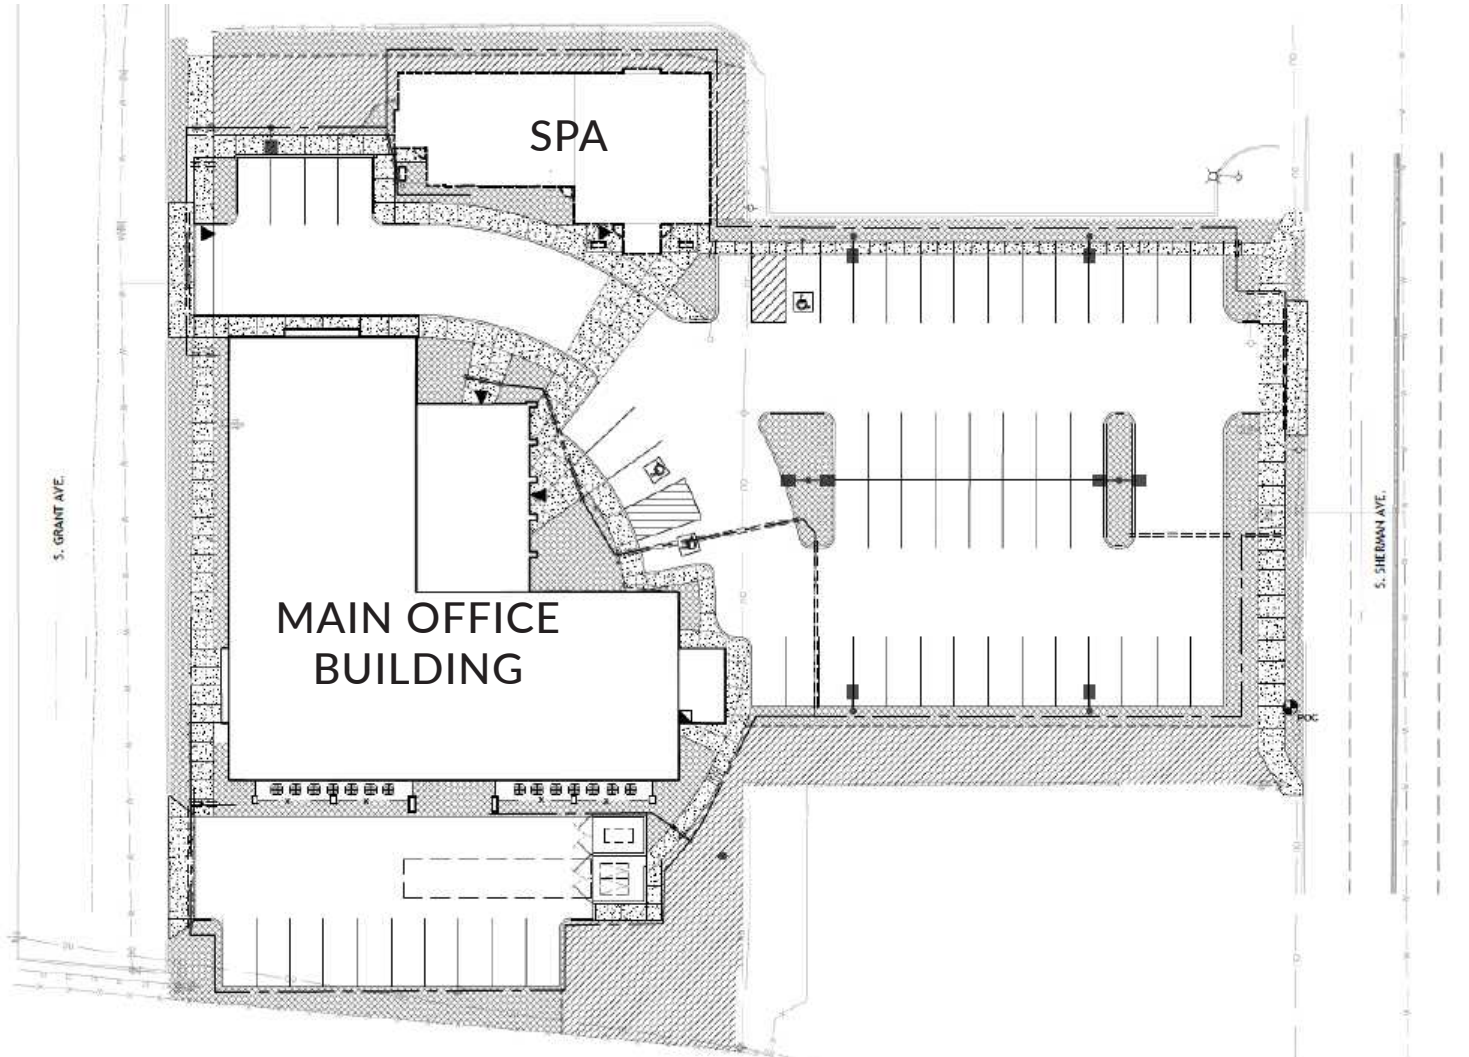 SPA
MAIN OFFICE
BUILDING
S. GRANT AVE.
S. SHERMAN AVE.
POC